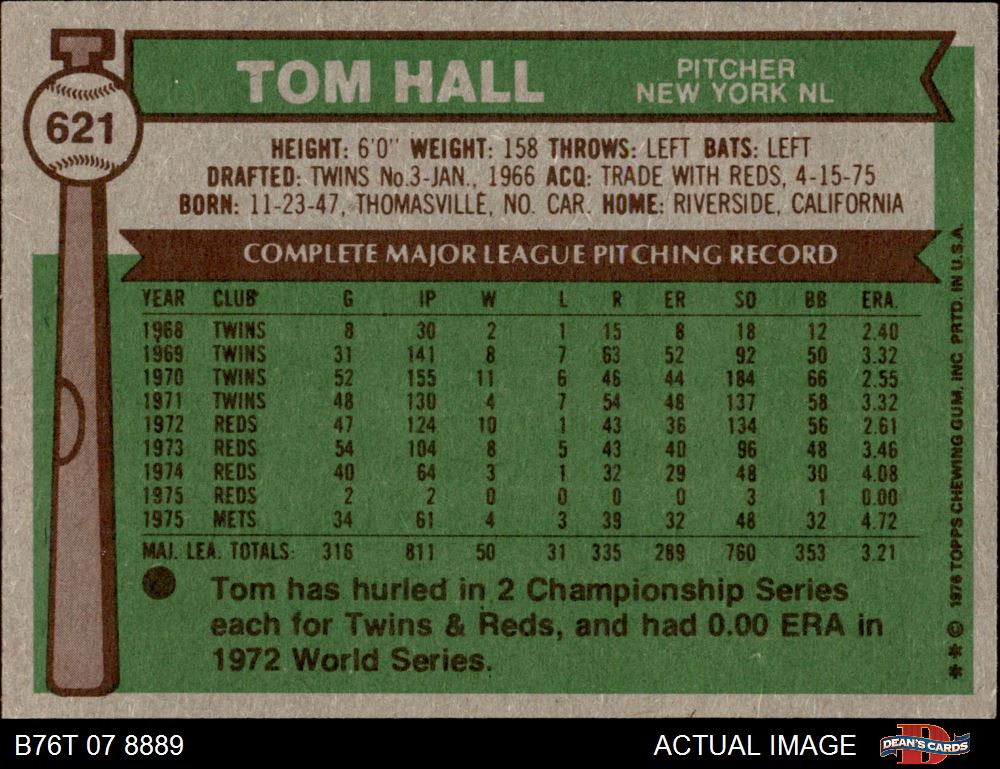 T
621
TOM HALL
PITCHER
NEW YORK NL
HEIGHT: 6'0" WEIGHT: 158 THROWS: LEFT BATS: LEFT
DRAFTED: TWINS No.3-JAN., 1966 ACQ: TRADE WITH REDS, 4-15-75
BORN: 11-23-47, THOMASVILLE, NO. CAR. HOME: RIVERSIDE, CALIFORNIA
COMPLETE MAJOR LEAGUE PITCHING RECORD
YEAR CLUB G IP W L R ER SO BB ERA.
1968 TWINS 8 30 2 1 15 8 18 12 2.40
1969 TWINS 31 141 8 7 63 52 92 50 3.32
1970 TWINS 52 155 11 6 46 44 184 66 2.55
1971 TWINS 48 130 4 7 54 48 137 58 3.32
1972 REDS 47 124 10 1 43 36 134 56 2.61
1973 REDS 54 104 8 5 43 40 96 48 3.46
1974 REDS 40 64 3 1 32 29 48 30 4.08
1975 REDS 2 2 0 0 0 0 3 1 0.00
1975 METS 34 61 4 3 39 32 48 32 4.72
MAJ. LEA. TOTALS: 316 811 50 31 335 289 760 353 3.21
Tom has hurled in 2 Championship Series
each for Twins & Reds, and had 0.00 ERA in
1972 World Series.
** © 1976 TOPPS CHEWING GUM. INC PRTD. IN U.S.A.
B76T 07 8889
ACTUAL IMAGE
DEAN'S CARDS